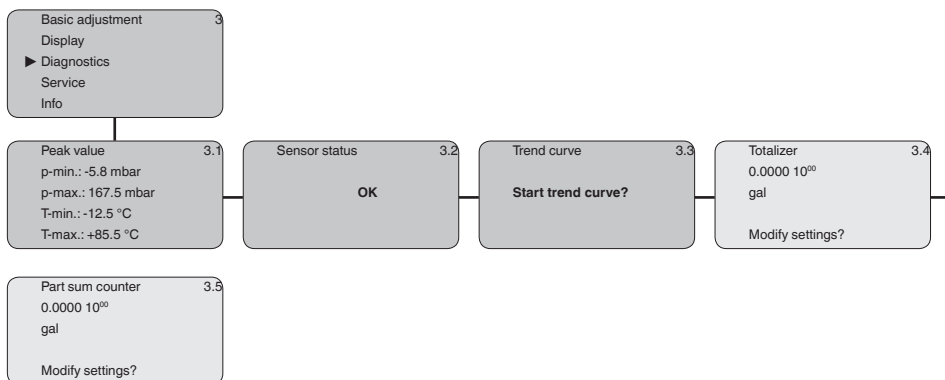 Basic adjustment 3
Display
▶ Diagnostics
Service
Info
Peak value 3.1
p-min.: -5.8 mbar
p-max.: 167.5 mbar
T-min.: -12.5 °C
T-max.: +85.5 °C
Sensor status 3.2
OK
Trend curve 3.3
Start trend curve?
Totalizer 3.4
0.0000 10⁰⁰
gal
Modify settings?
Part sum counter 3.5
0.0000 10⁰⁰
gal
Modify settings?